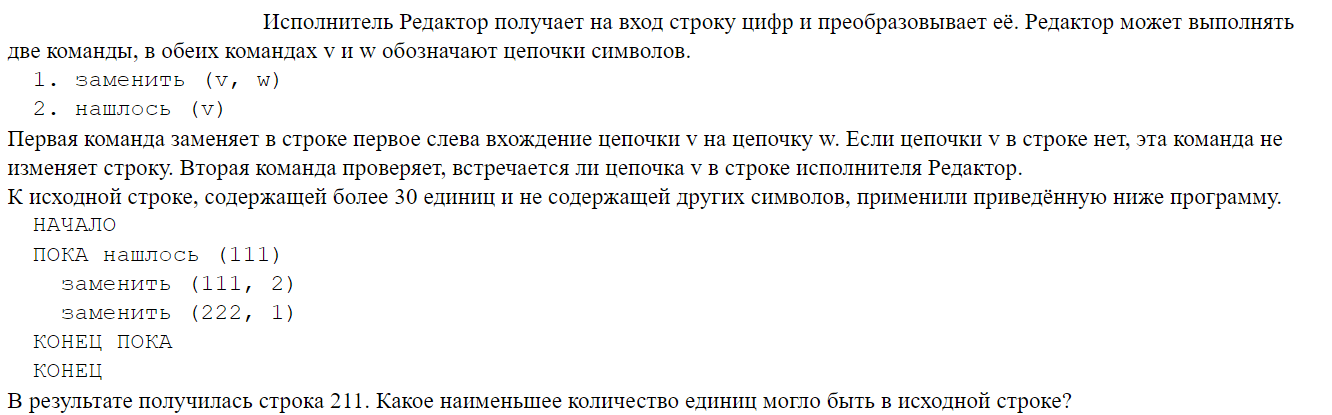 Исполнитель Редактор получает на вход строку цифр и преобразовывает её. Редактор может выполнять
две команды, в обеих командах v и w обозначают цепочки символов.
1. заменить (v, w)
2. нашлось (v)
Первая команда заменяет в строке первое слева вхождение цепочки v на цепочку w. Если цепочки v в строке нет, эта команда не
изменяет строку. Вторая команда проверяет, встречается ли цепочка v в строке исполнителя Редактор.
К исходной строке, содержащей более 30 единиц и не содержащей других символов, применили приведённую ниже программу.
НАЧАЛО
ПОКА нашлось (111)
заменить (111, 2)
заменить (222, 1)
КОНЕЦ ПОКА
КОНЕЦ
В результате получилась строка 211. Какое наименьшее количество единиц могло быть в исходной строке?